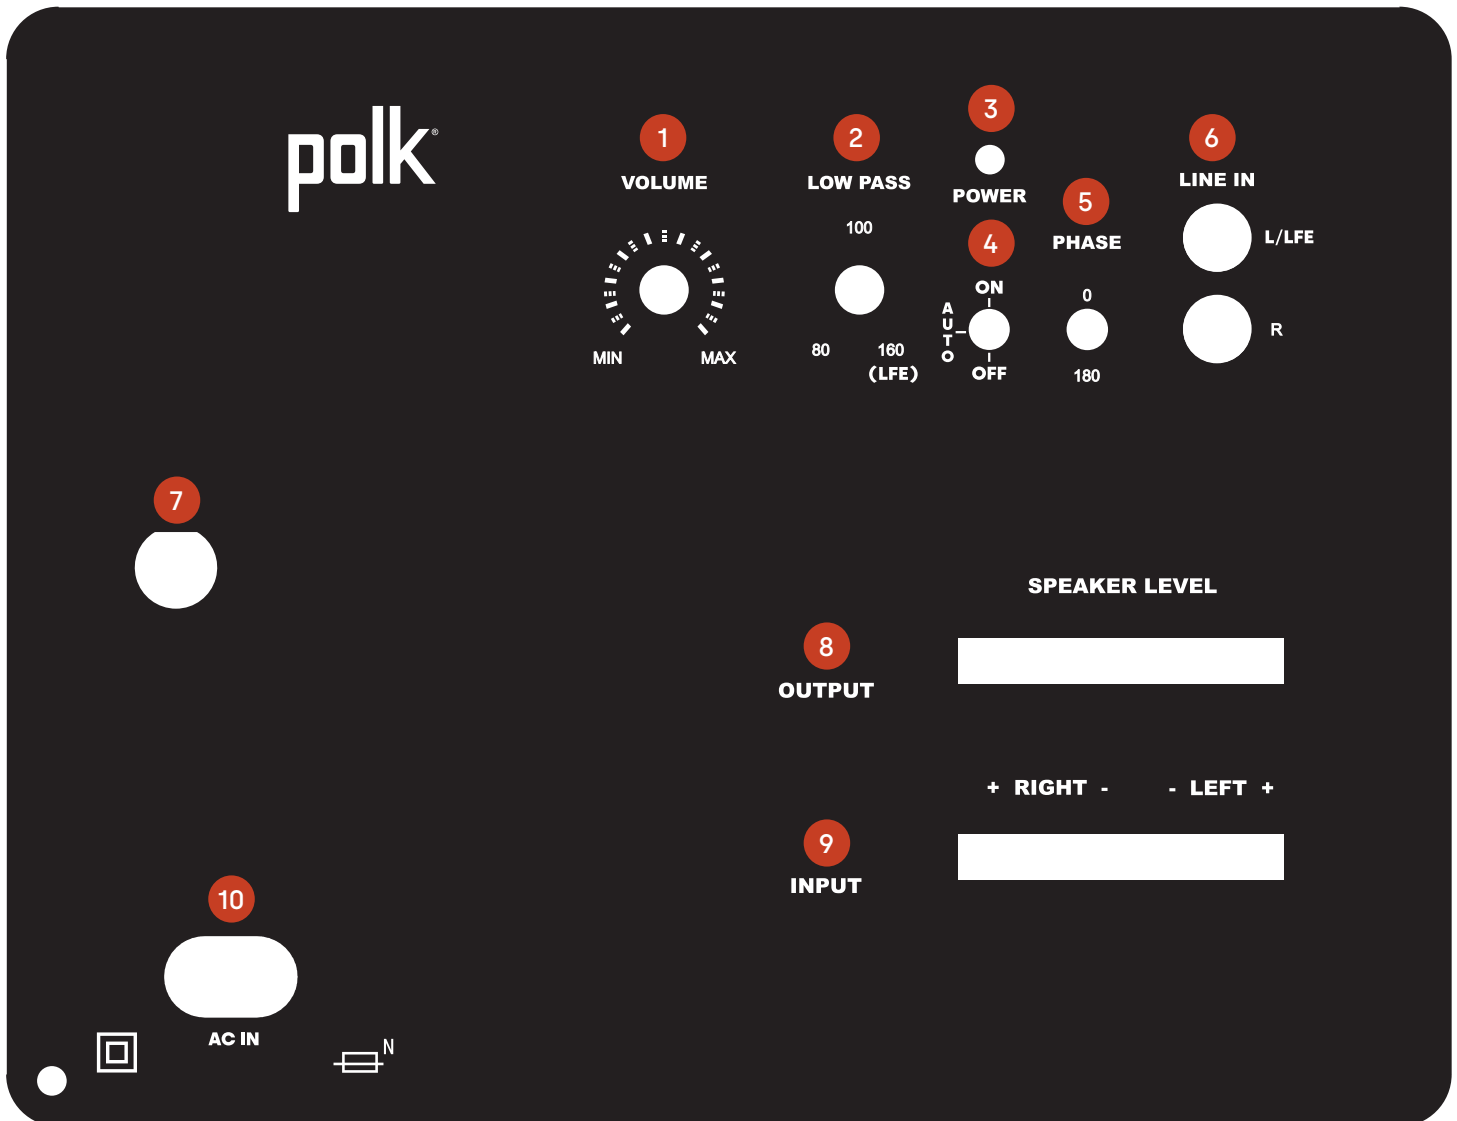 polk®
1
VOLUME
MIN
MAX
2
LOW PASS
100
80
160
(LFE)
3
POWER
4
ON
AUTO
OFF
5
PHASE
0
180
6
LINE IN
L/LFE
R
7
SPEAKER LEVEL
8
OUTPUT
+ RIGHT -
- LEFT +
9
INPUT
10
AC IN
N